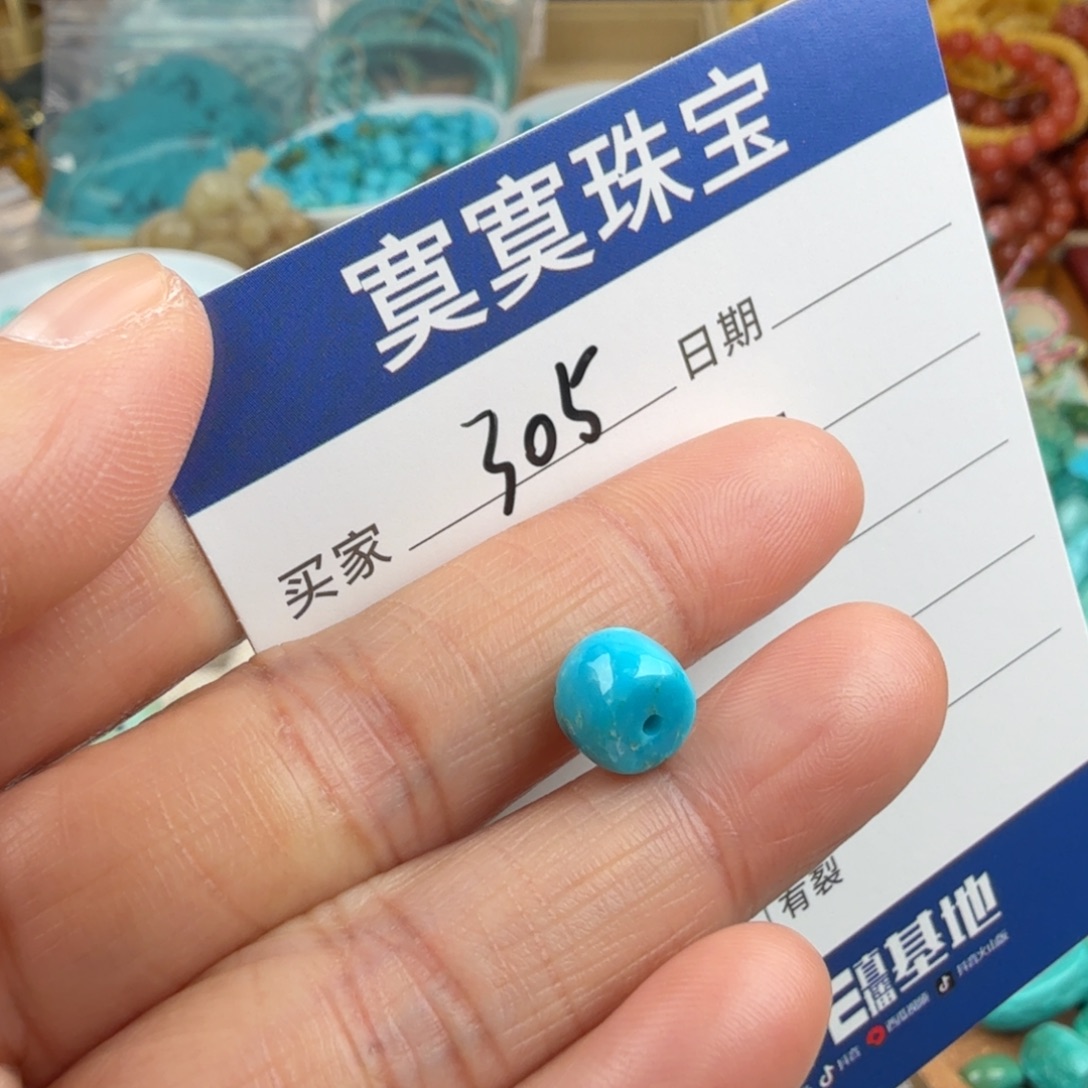 寞寞珠宝
305 日期
买家
有裂
基地